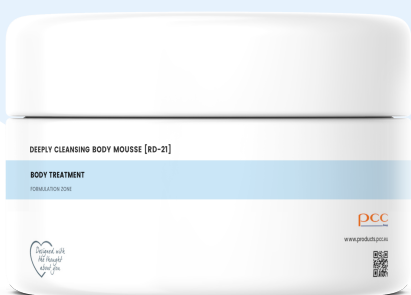 DEEPLY CLEANSING BODY MOUSSE [RD-21]
BODY TREATMENT
FORMULATION ZONE
pcc
www.products.pcc.eu
Designed with
the thought
about you